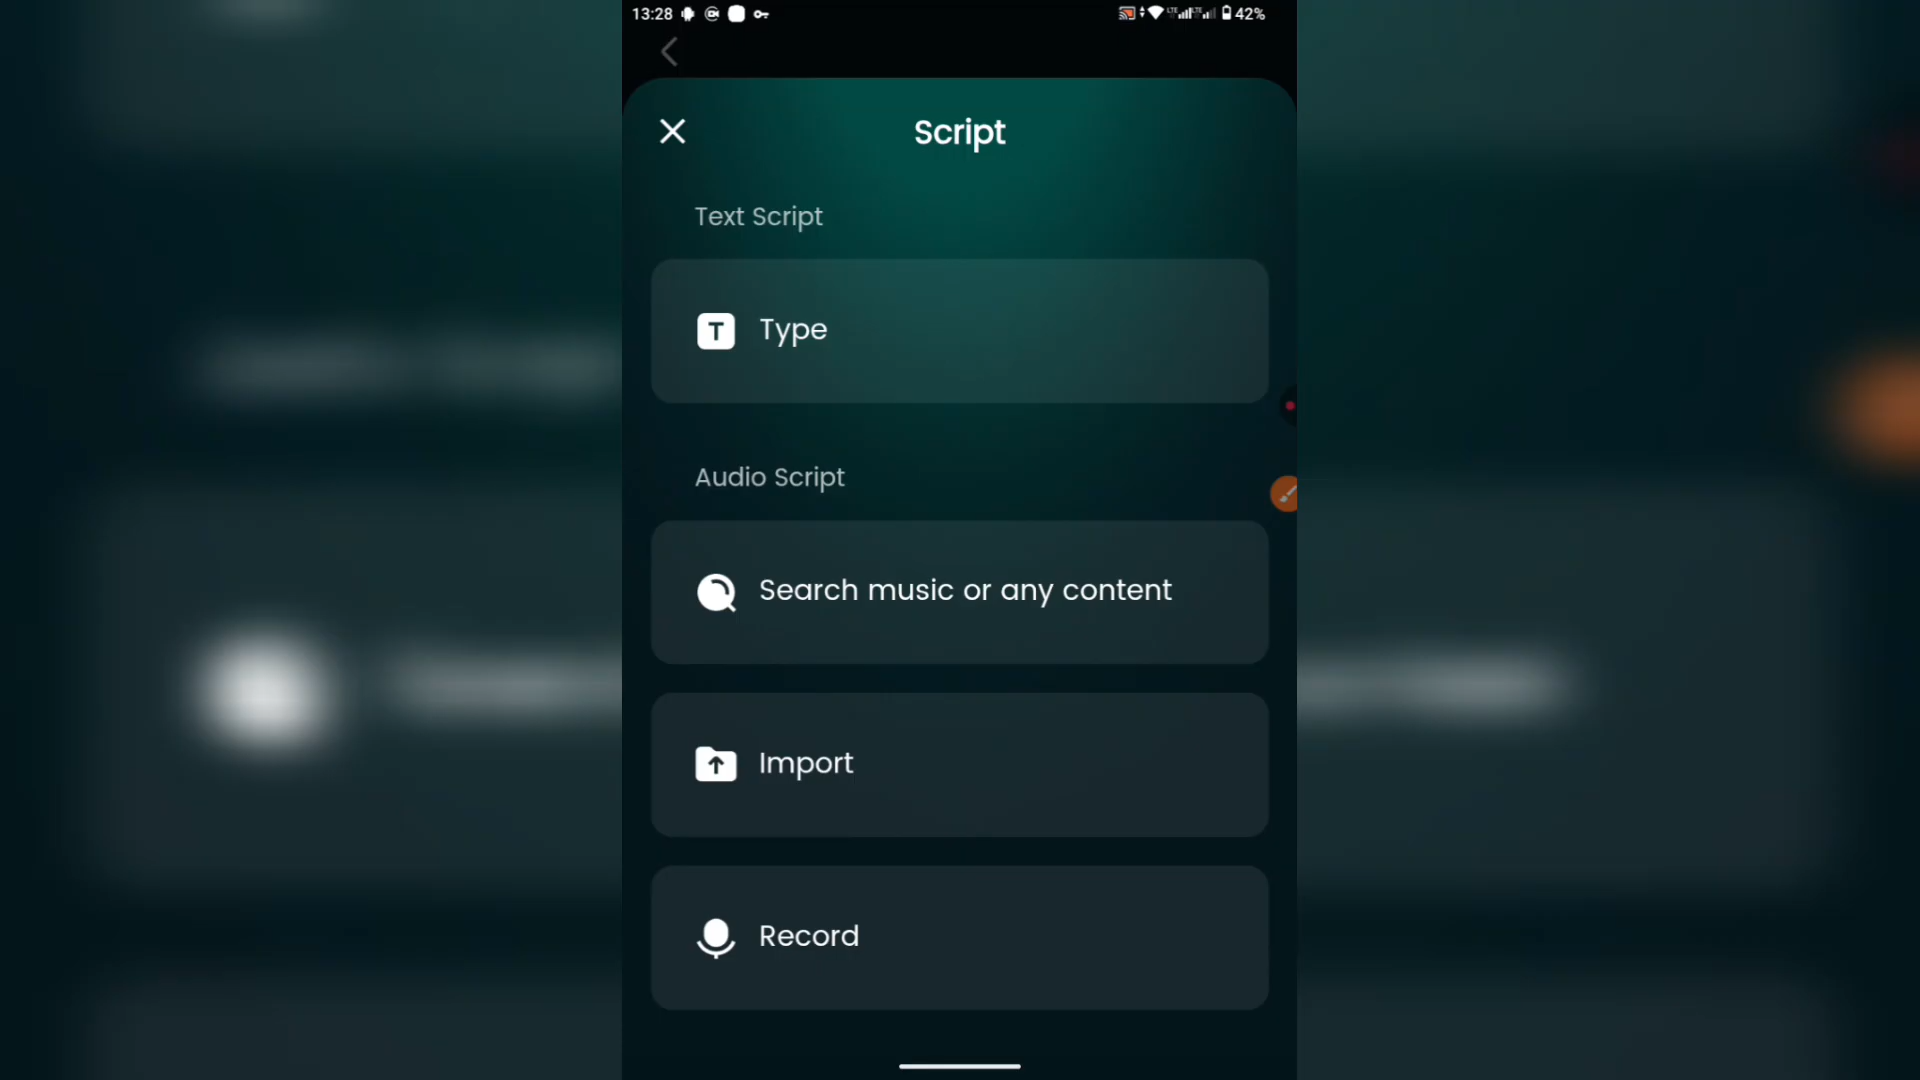 13:28 42%
Script
Text Script
T Type
Audio Script
Search music or any content
Import
Record